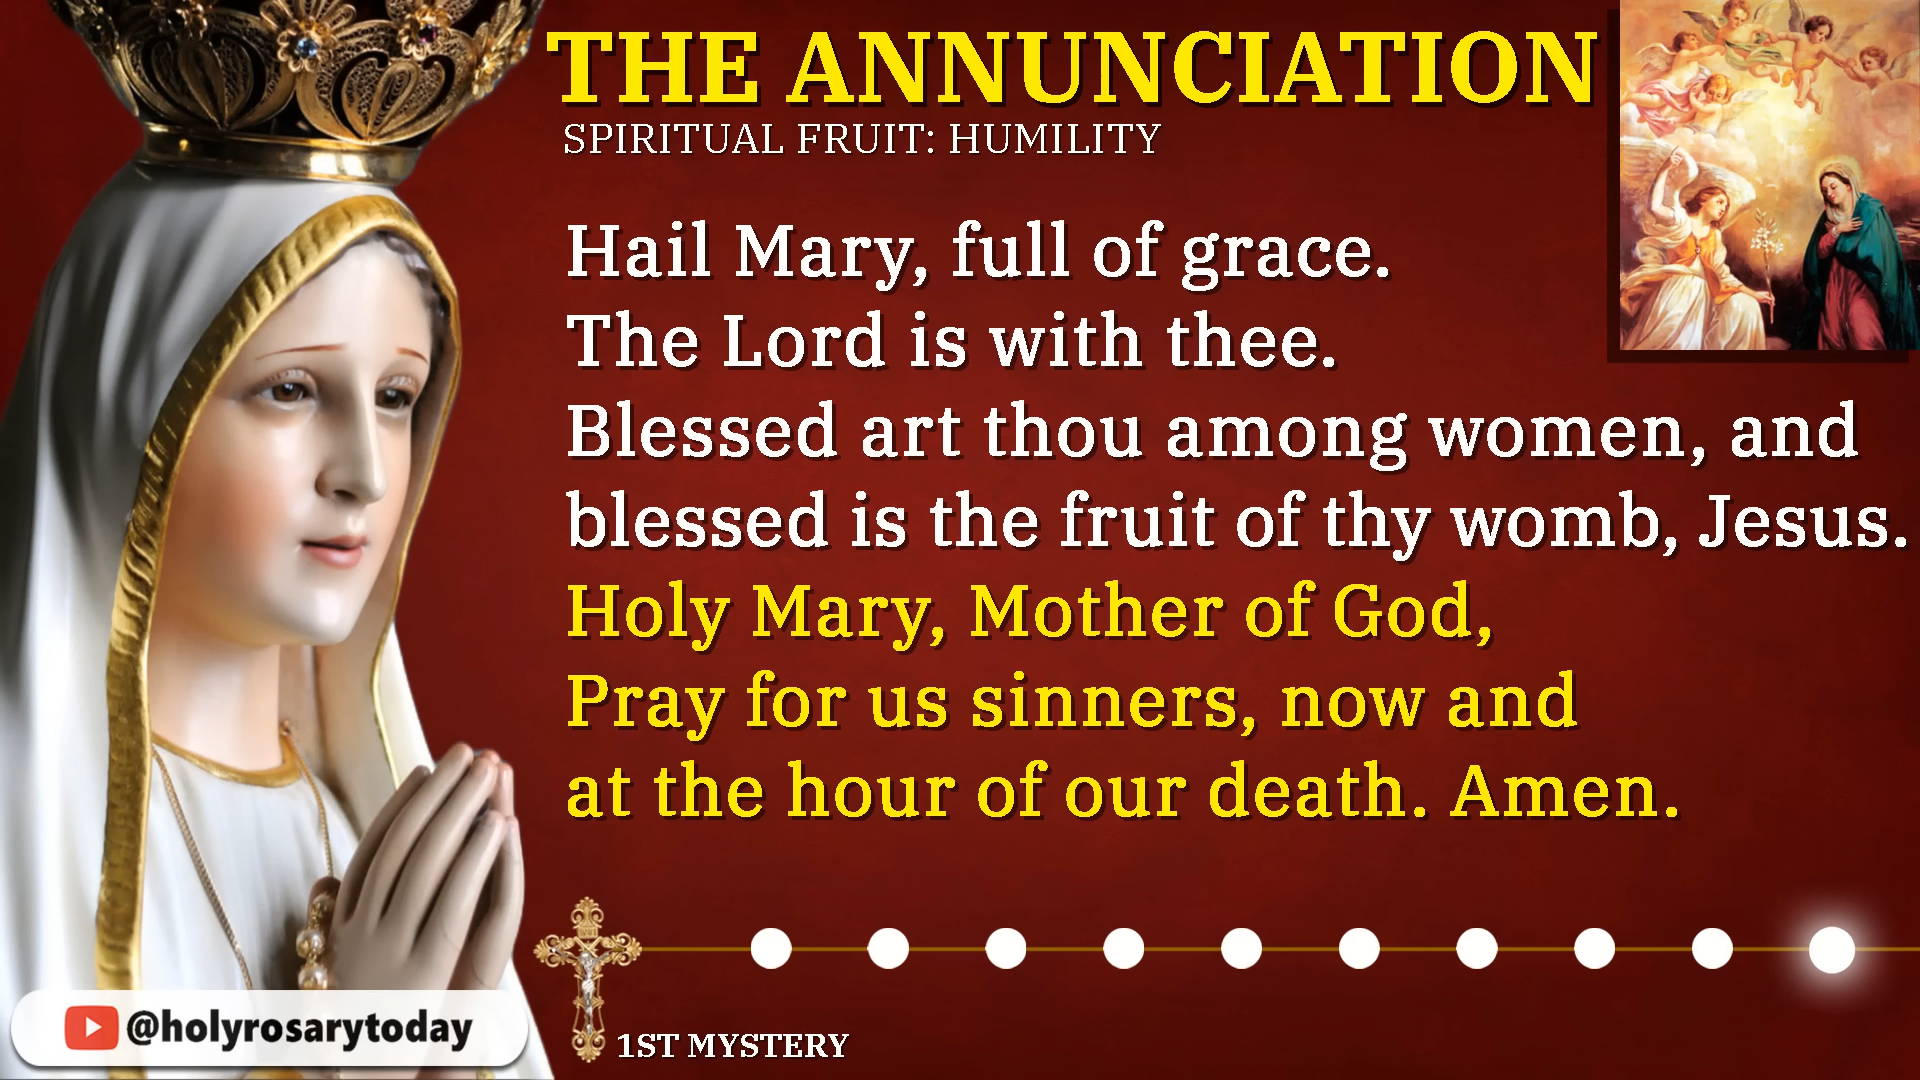 THE ANNUNCIATION
SPIRITUAL FRUIT: HUMILITY
Hail Mary, full of grace.
The Lord is with thee.
Blessed art thou among women, and
blessed is the fruit of thy womb, Jesus.
Holy Mary, Mother of God,
Pray for us sinners, now and
at the hour of our death. Amen.
@holyrosarytoday
1ST MYSTERY